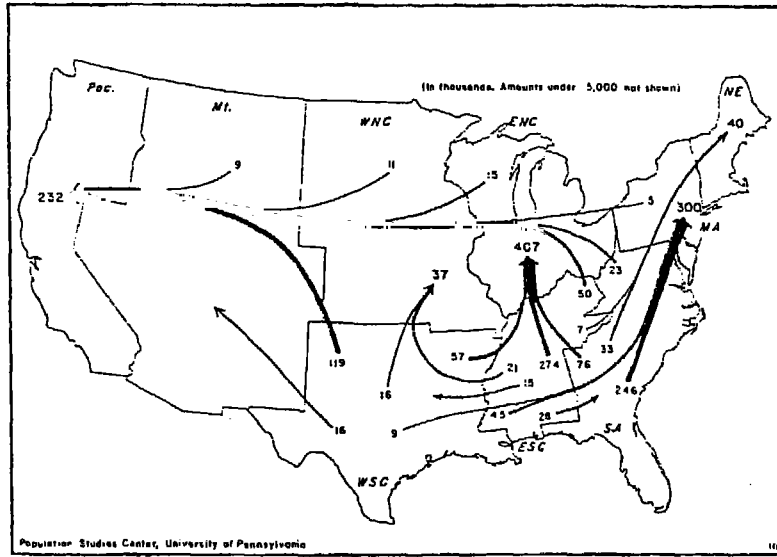 (In thousands. Amounts under 5,000 not shown)
Pac.
Mt.
WNC
ENC
NE
40
9
11
15
5
232
300
MA
407
37
23
50
7
57
21
274
76
33
119
16
15
246
16
9
45
28
SA
ESC
WSC
Population Studies Center, University of Pennsylvania